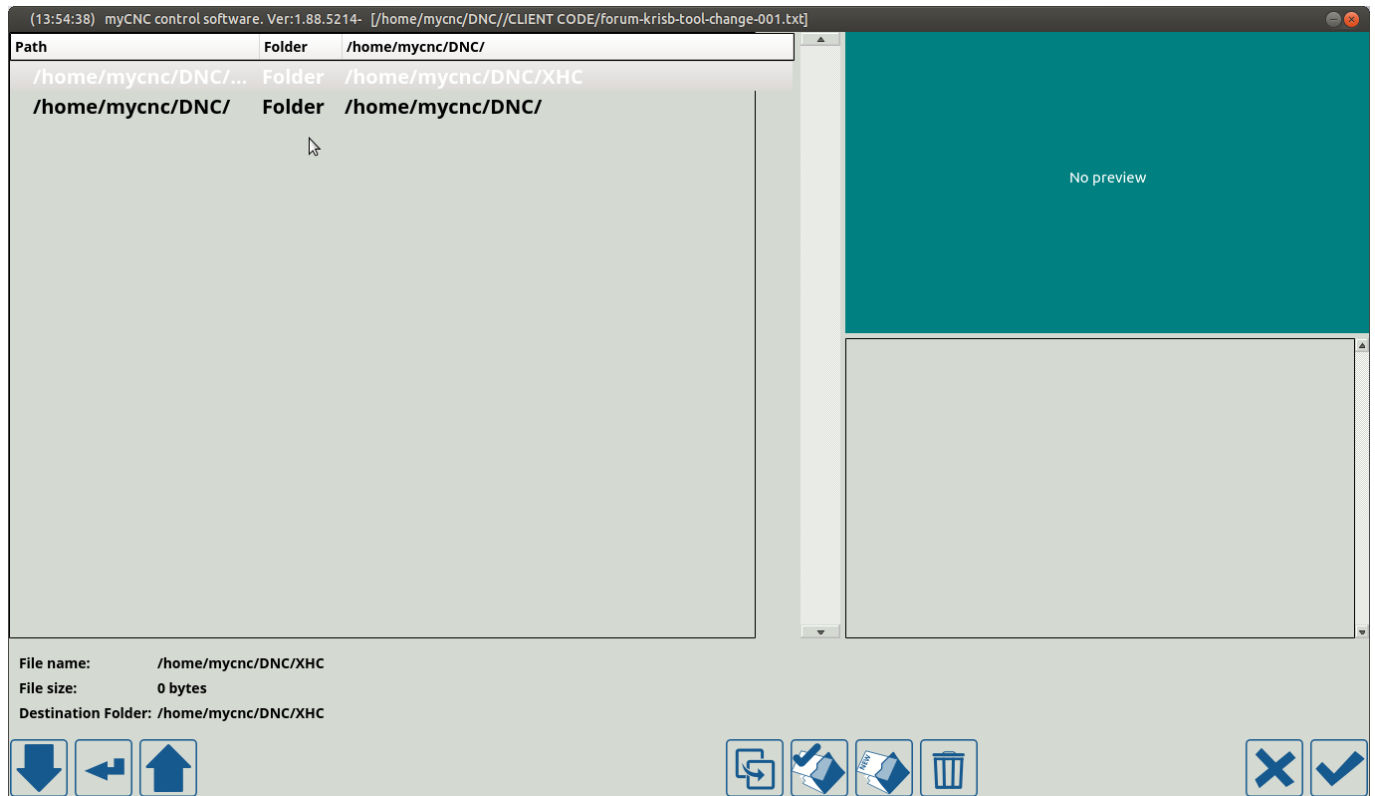 (13:54:38) myCNC control software. Ver:1.88.5214- [/home/mycnc/DNC//CLIENT CODE/forum-krisb-tool-change-001.txt]
Path Folder /home/mycnc/DNC/
/home/mycnc/DNC/... Folder /home/mycnc/DNC/XHC
/home/mycnc/DNC/ Folder /home/mycnc/DNC/
No preview
File name: /home/mycnc/DNC/XHC
File size: 0 bytes
Destination Folder: /home/mycnc/DNC/XHC
NEW